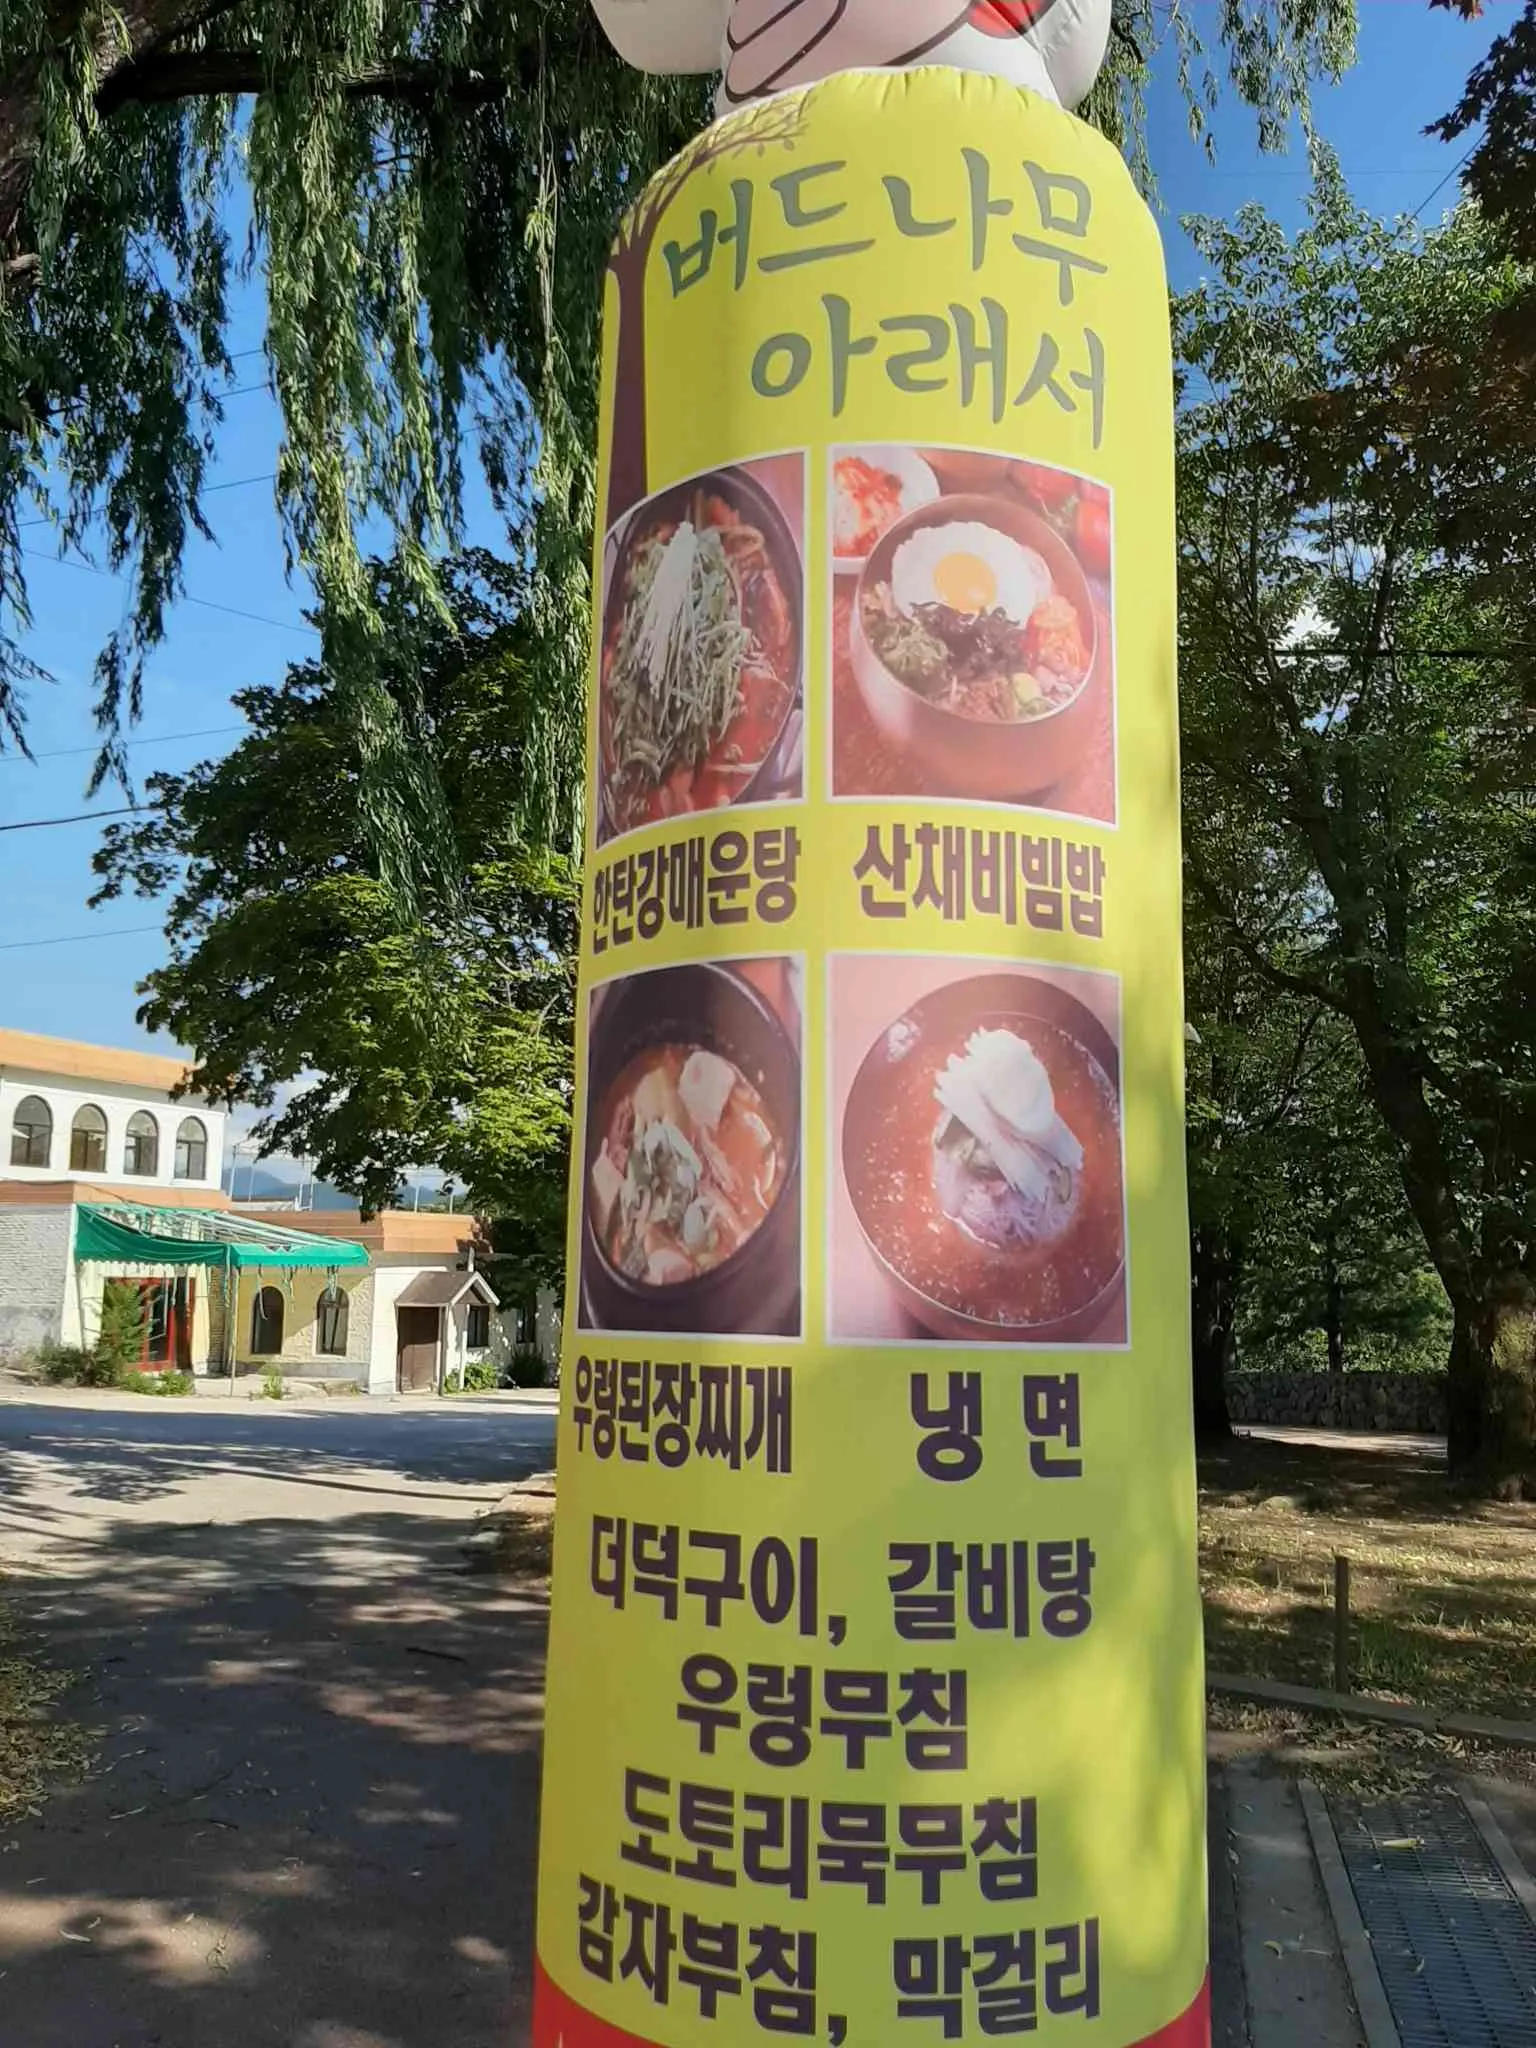 버드나무
아래서
한탄강매운탕 산채비빔밥
우렁된장찌개 냉 면
더덕구이, 갈비탕
우렁무침
도토리묵무침
감자부침, 막걸리